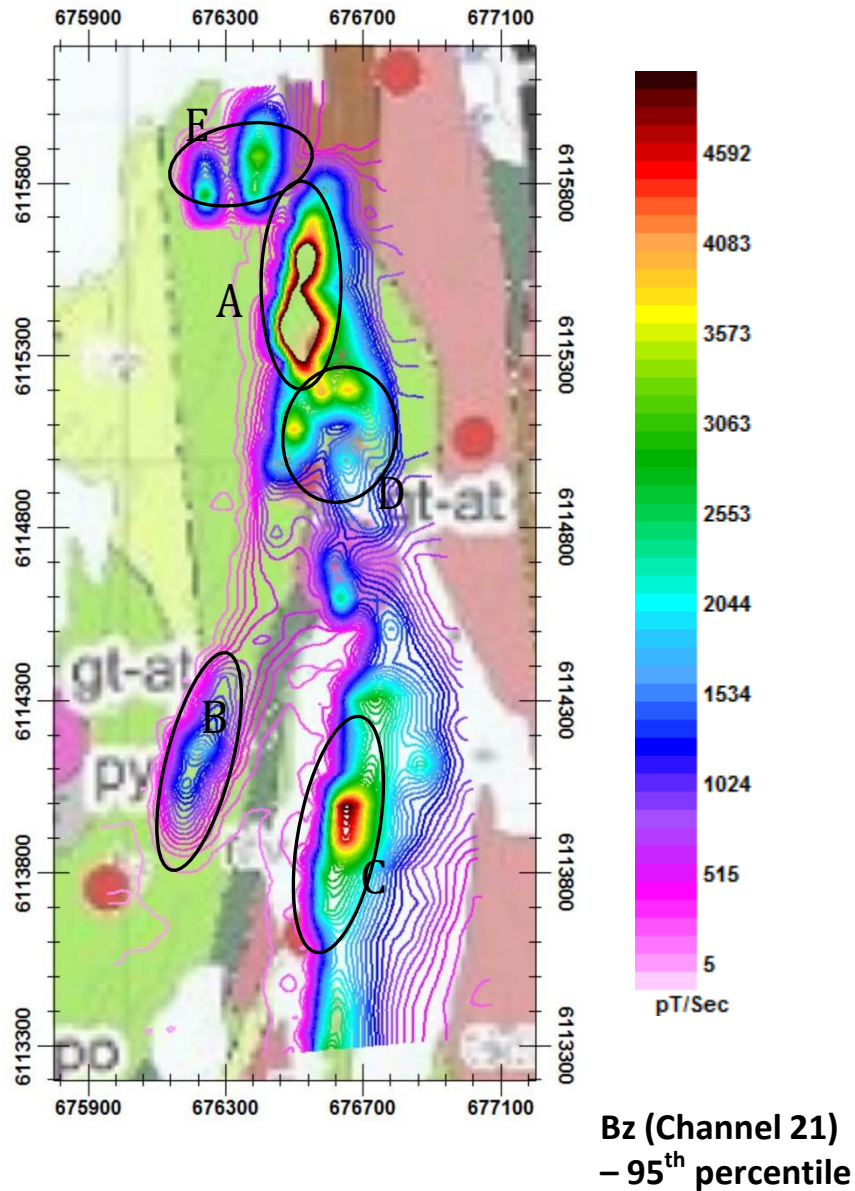 675900 676300 676700 677100
6115800 6115800
6115300 6115300
6114800 6114800
6114300 6114300
6113800 6113800
6113300 6113300
E
A
D
gt-at
gt-at
B
py
C
po
675900 676300 676700 677100
4592
4083
3573
3063
2553
2044
1534
1024
515
5
pT/Sec
Bz (Channel 21)
– 95th percentile